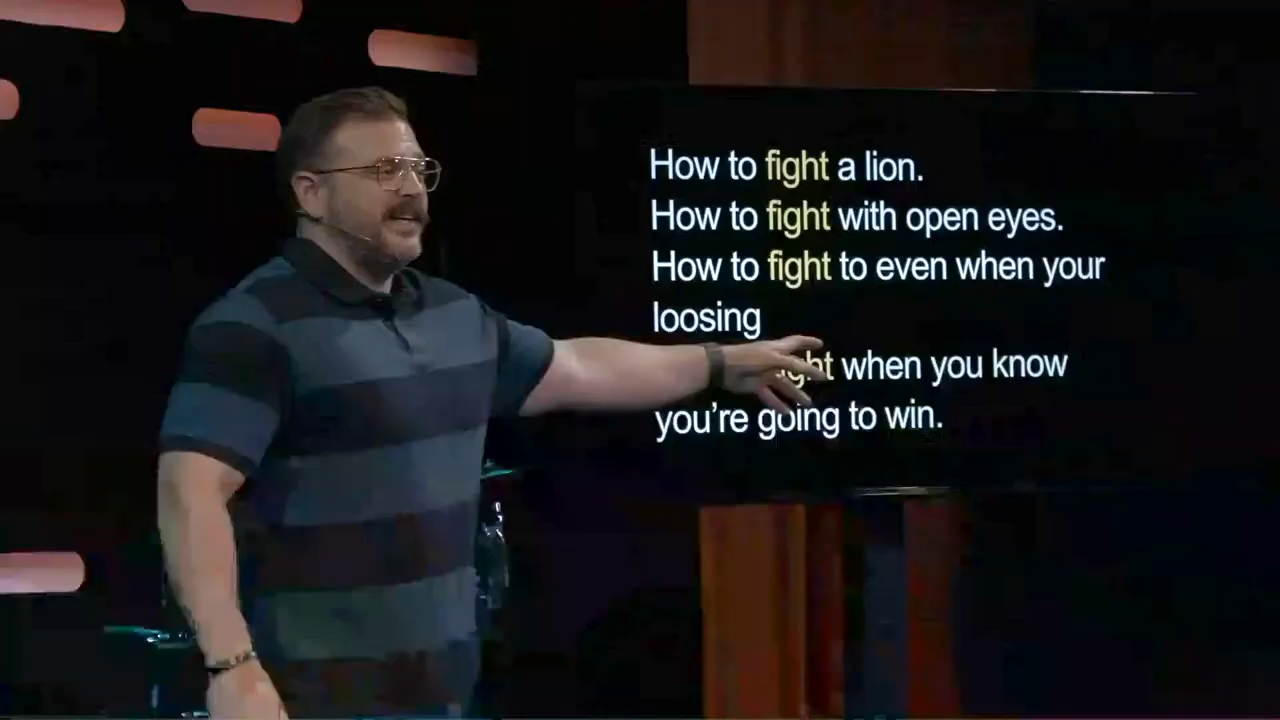 How to fight a lion.
How to fight with open eyes.
How to fight to even when your
loosing
when you know
you're going to win.